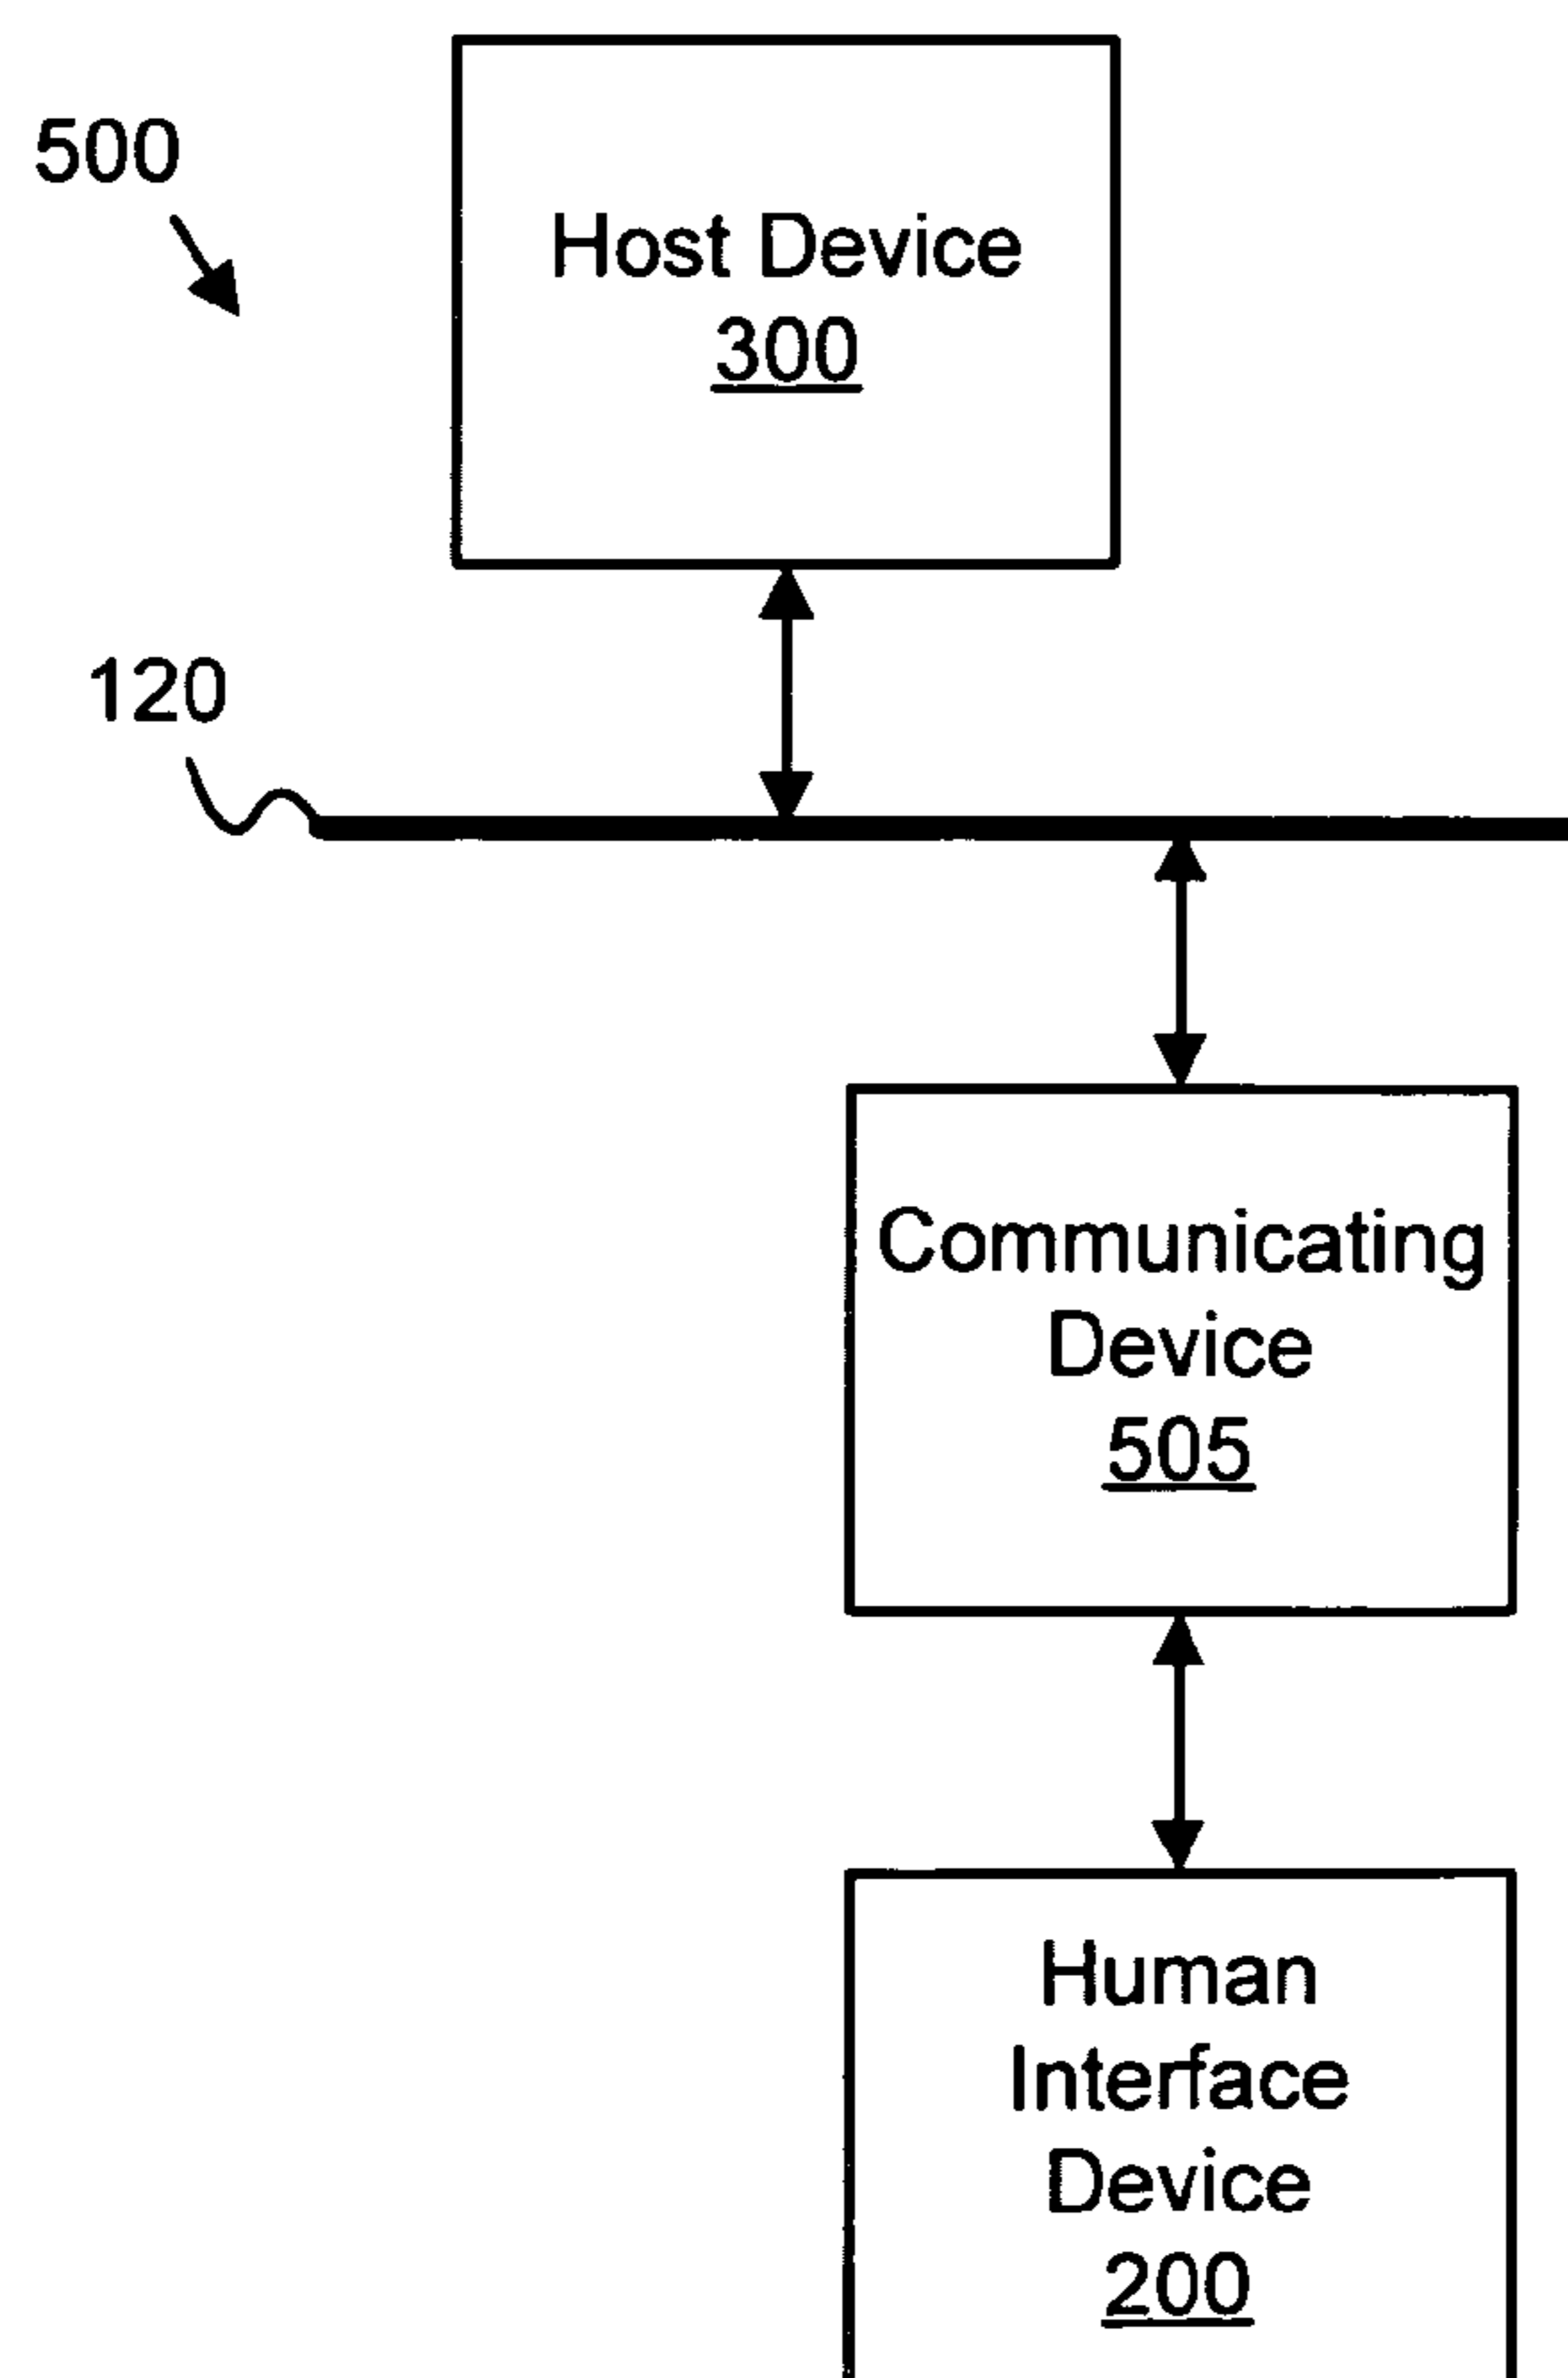 500
Host Device
300
120
Communicating
Device
505
Human
Interface
Device
200